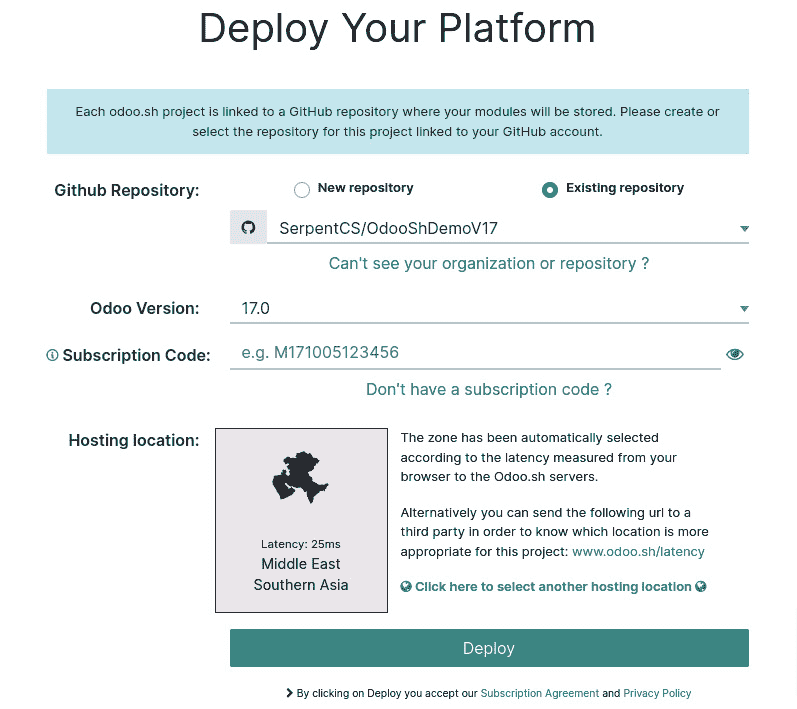 Deploy Your Platform
Each odoo.sh project is linked to a GitHub repository where your modules will be stored. Please create or
select the repository for this project linked to your GitHub account.
Github Repository:
New repository
Existing repository
SerpentCS/OdooShDemoV17
Can't see your organization or repository ?
Odoo Version:
17.0
Subscription Code:
e.g. M171005123456
Don't have a subscription code ?
Hosting location:
Latency: 25ms
Middle East
Southern Asia
The zone has been automatically selected
according to the latency measured from your
browser to the Odoo.sh servers.
Alternatively you can send the following url to a
third party in order to know which location is more
appropriate for this project: www.odoo.sh/latency
Click here to select another hosting location
Deploy
By clicking on Deploy you accept our Subscription Agreement and Privacy Policy